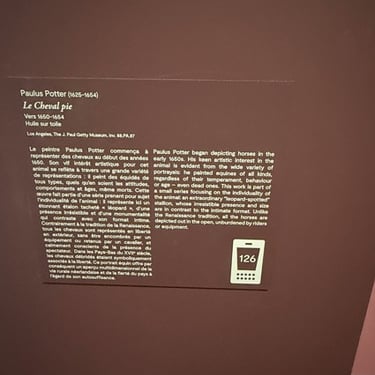 Paulus Potter (1625-1654)
Le Cheval pie
Vers 1650-1654
Huile sur toile
Los Angeles, The J. Paul Getty Museum, inv. 88.PA.87
Le peintre Paulus Potter commença à
représenter des chevaux au début des années
1650. Son vif intérêt artistique pour cet
animal se refléta à travers une grande variété
de représentations : il peint des équidés de
tous types, quels qu'en soient les attitudes,
comportements et âges, même morts. Cette
œuvre fait partie d'une série prenant pour sujet
l'individualité de l'animal : il représente ici un
étonnant étalon tacheté « léopard », d'une
présence irrésistible et d'une monumentalité
qui contraste avec son format intime.
Contrairement à la tradition de la Renaissance,
tous les chevaux sont représentés en liberté
en extérieur, sans être encombrés par un
équipement ou retenus par un cavalier, et
calmement conscients de la présence du
spectateur. Dans les Pays-Bas du XVIIe siècle,
les chevaux débridés étaient symboliquement
associés à la liberté. Ce portrait équin offre par
conséquent un aperçu multidimensionnel de la
vie rurale néerlandaise et de la fierté du pays à
l'égard de son autosuffisance.
Paulus Potter began depicting horses in the
early 1650s. His keen artistic interest in the
animal is evident from the wide variety of
portrayals: he painted equines of all kinds,
regardless of their temperament, behaviour
or age – even dead ones. This work is part of
a small series focusing on the individuality of
the animal: an extraordinary "leopard-spotted"
stallion, whose irresistible presence and size
are in contrast to the intimate format. Unlike
the Renaissance tradition, all the horses are
depicted out in the open, unburdened by riders
or equipment.
126